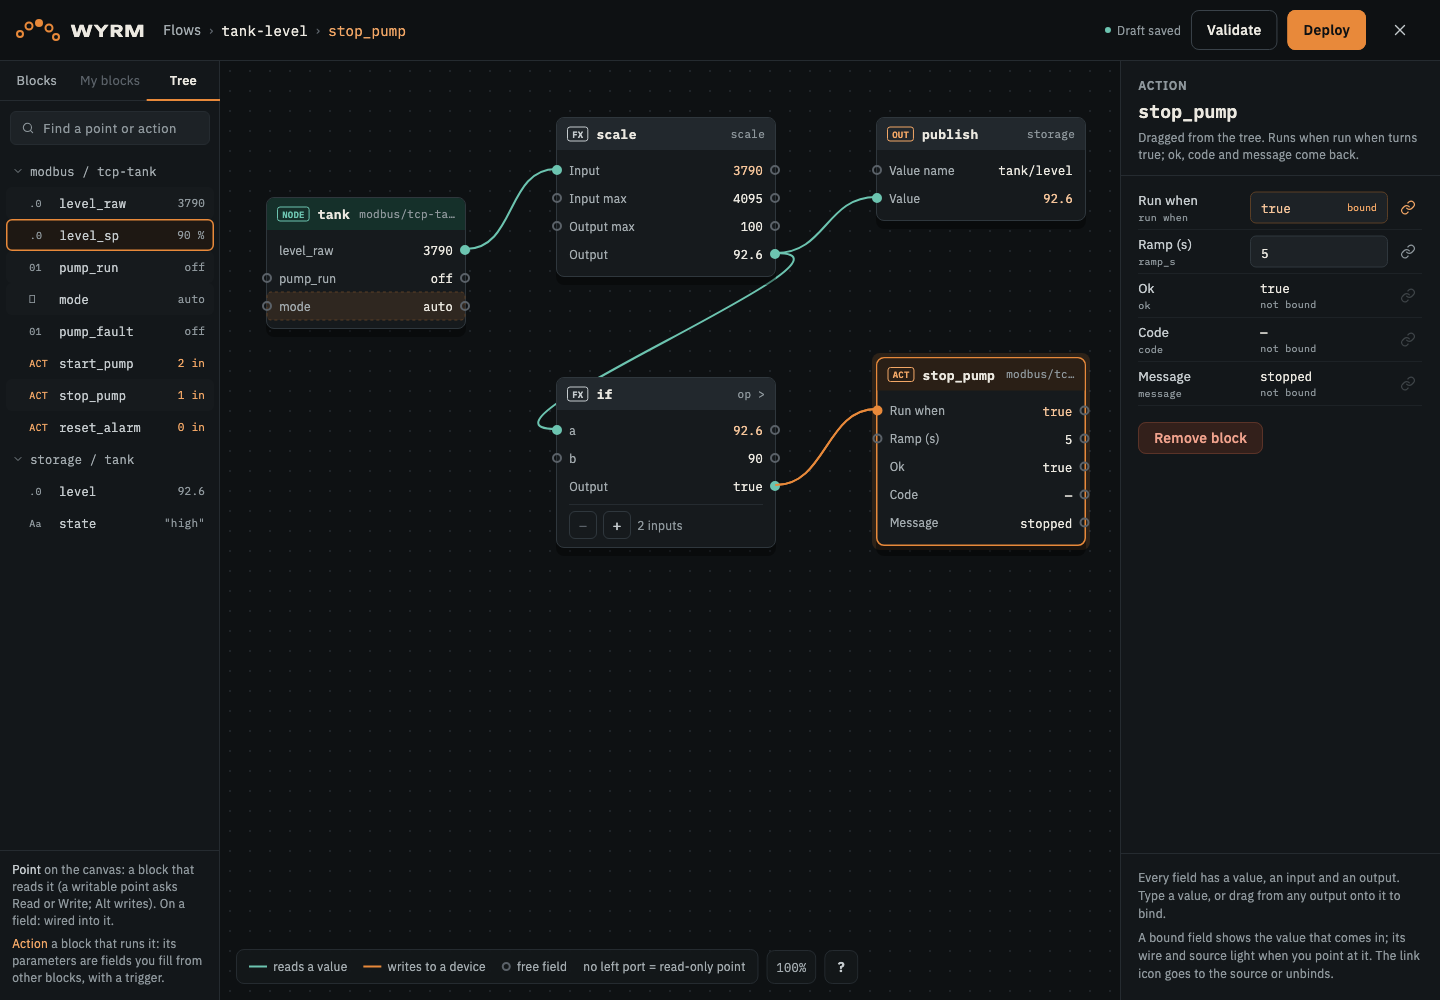 WYRM Flows › tank-level › stop_pump
Draft saved Validate Deploy
Blocks My blocks Tree
Find a point or action
modbus / tcp-tank
.0 level_raw 3790
.0 level_sp 90 %
01 pump_run off
mode auto
01 pump_fault off
ACT start_pump 2 in
ACT stop_pump 1 in
ACT reset_alarm 0 in
storage / tank
.0 level 92.6
Aa state "high"
Point on the canvas: a block that
reads it (a writable point asks
Read or Write; Alt writes). On a
field: wired into it.
Action a block that runs it: its
parameters are fields you fill from
other blocks, with a trigger.
NODE tank modbus/tcp-ta…
level_raw 3790
pump_run off
mode auto
FX scale scale
Input 3790
Input max 4095
Output max 100
Output 92.6
OUT publish storage
Value name tank/level
Value 92.6
FX if op >
a 92.6
b 90
Output true
− + 2 inputs
ACT stop_pump modbus/tc…
Run when true
Ramp (s) 5
Ok true
Code –
Message stopped
reads a value writes to a device free field no left port = read-only point 100% ?
ACTION
stop_pump
Dragged from the tree. Runs when run when turns
true; ok, code and message come back.
Run when true bound
run when
Ramp (s) 5
ramp_s
Ok true
ok not bound
Code –
code not bound
Message stopped
message not bound
Remove block
Every field has a value, an input and an output.
Type a value, or drag from any output onto it to
bind.
A bound field shows the value that comes in; its
wire and source light when you point at it. The link
icon goes to the source or unbinds.